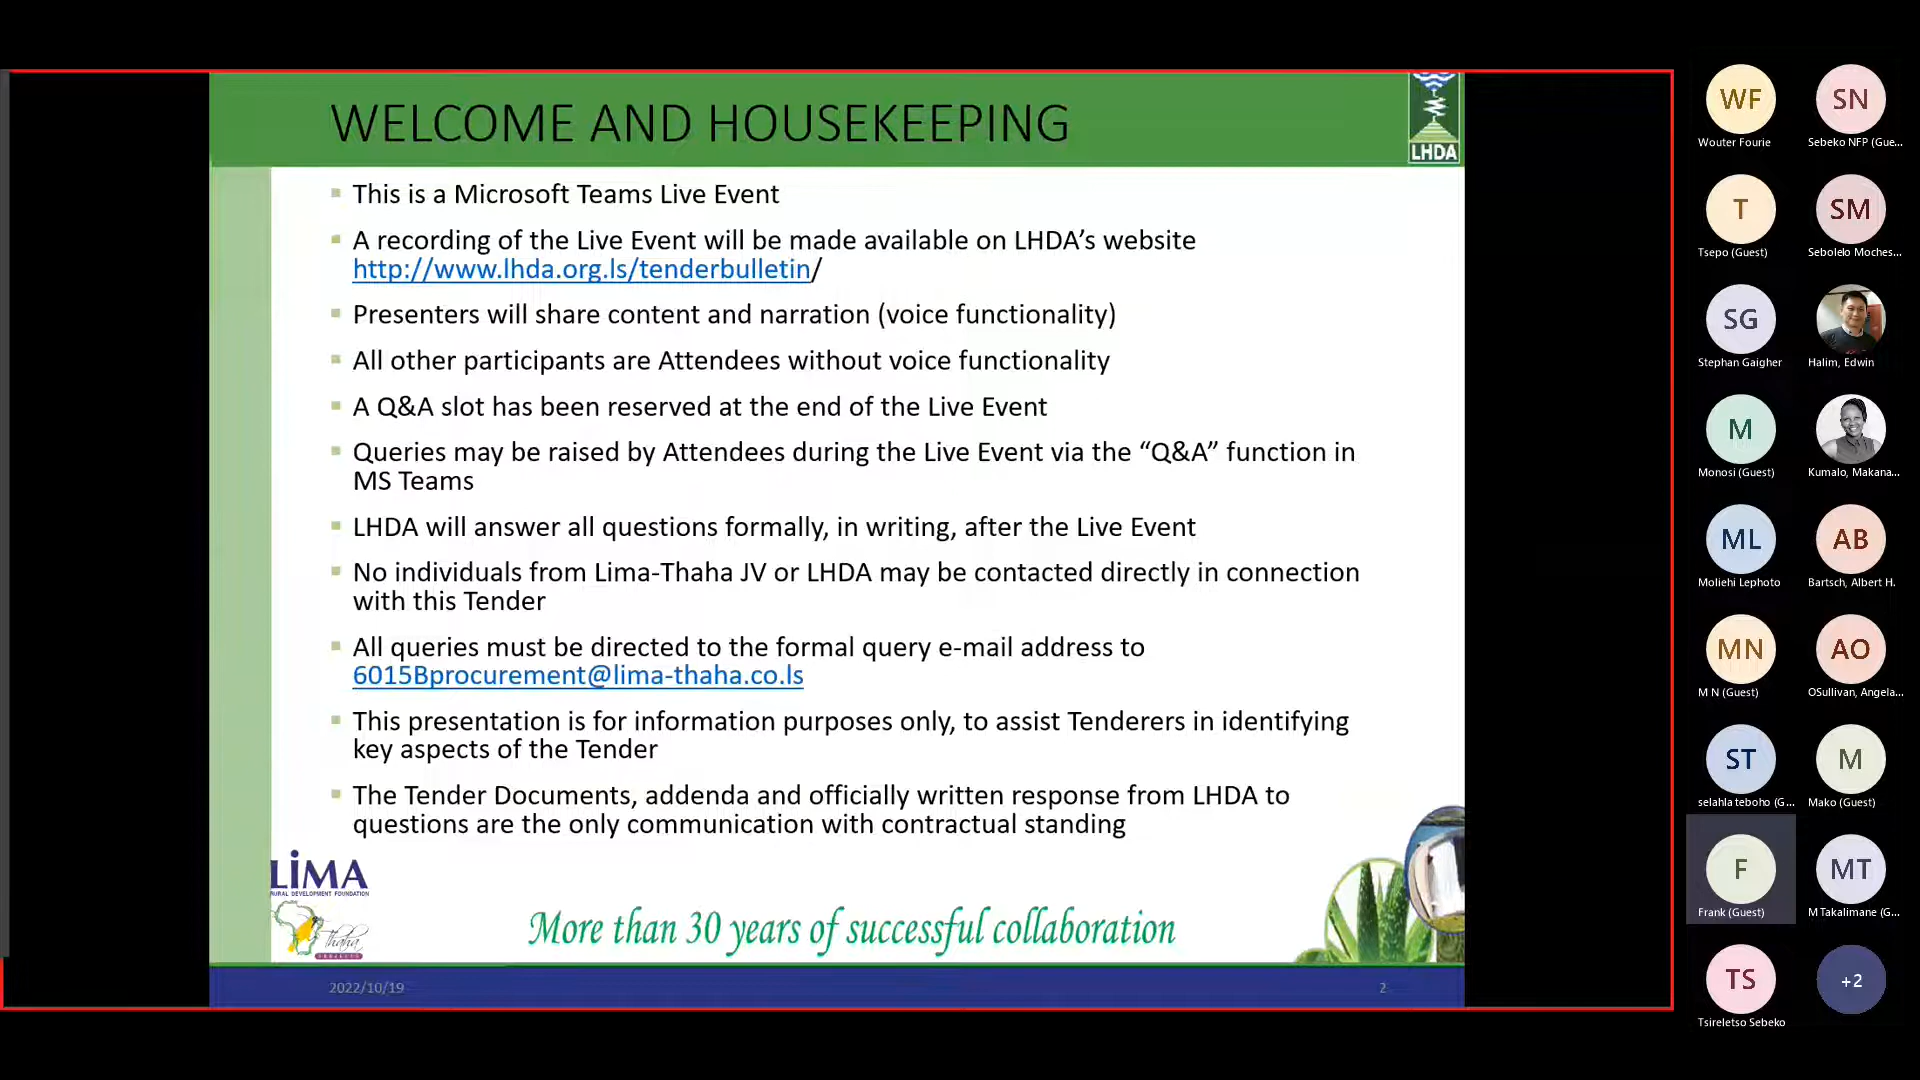 WELCOME AND HOUSEKEEPING
LHDA
This is a Microsoft Teams Live Event
A recording of the Live Event will be made available on LHDA’s website
http://www.lhda.org.ls/tenderbulletin/
Presenters will share content and narration (voice functionality)
All other participants are Attendees without voice functionality
A Q&A slot has been reserved at the end of the Live Event
Queries may be raised by Attendees during the Live Event via the “Q&A” function in
MS Teams
LHDA will answer all questions formally, in writing, after the Live Event
No individuals from Lima-Thaha JV or LHDA may be contacted directly in connection
with this Tender
All queries must be directed to the formal query e-mail address to
6015Bprocurement@lima-thaha.co.ls
This presentation is for information purposes only, to assist Tenderers in identifying
key aspects of the Tender
The Tender Documents, addenda and officially written response from LHDA to
questions are the only communication with contractual standing
LiMA
RURAL DEVELOPMENT FOUNDATION
Thaha
PROJECTS
More than 30 years of successful collaboration
2022/10/19
2
WF
Wouter Fourie
SN
Sebeko NFP (Gue...
T
Tsepo (Guest)
SM
Sebolelo Moches...
SG
Stephan Gaigher
Halim, Edwin
M
Monosi (Guest)
Kumalo, Makana...
ML
Moliehi Lephoto
AB
Bartsch, Albert H.
MN
M N (Guest)
AO
OSullivan, Angela...
ST
selahla teboho (G...
M
Mako (Guest)
F
Frank (Guest)
MT
M Takalimane (G...
TS
Tsireletso Sebeko
+2